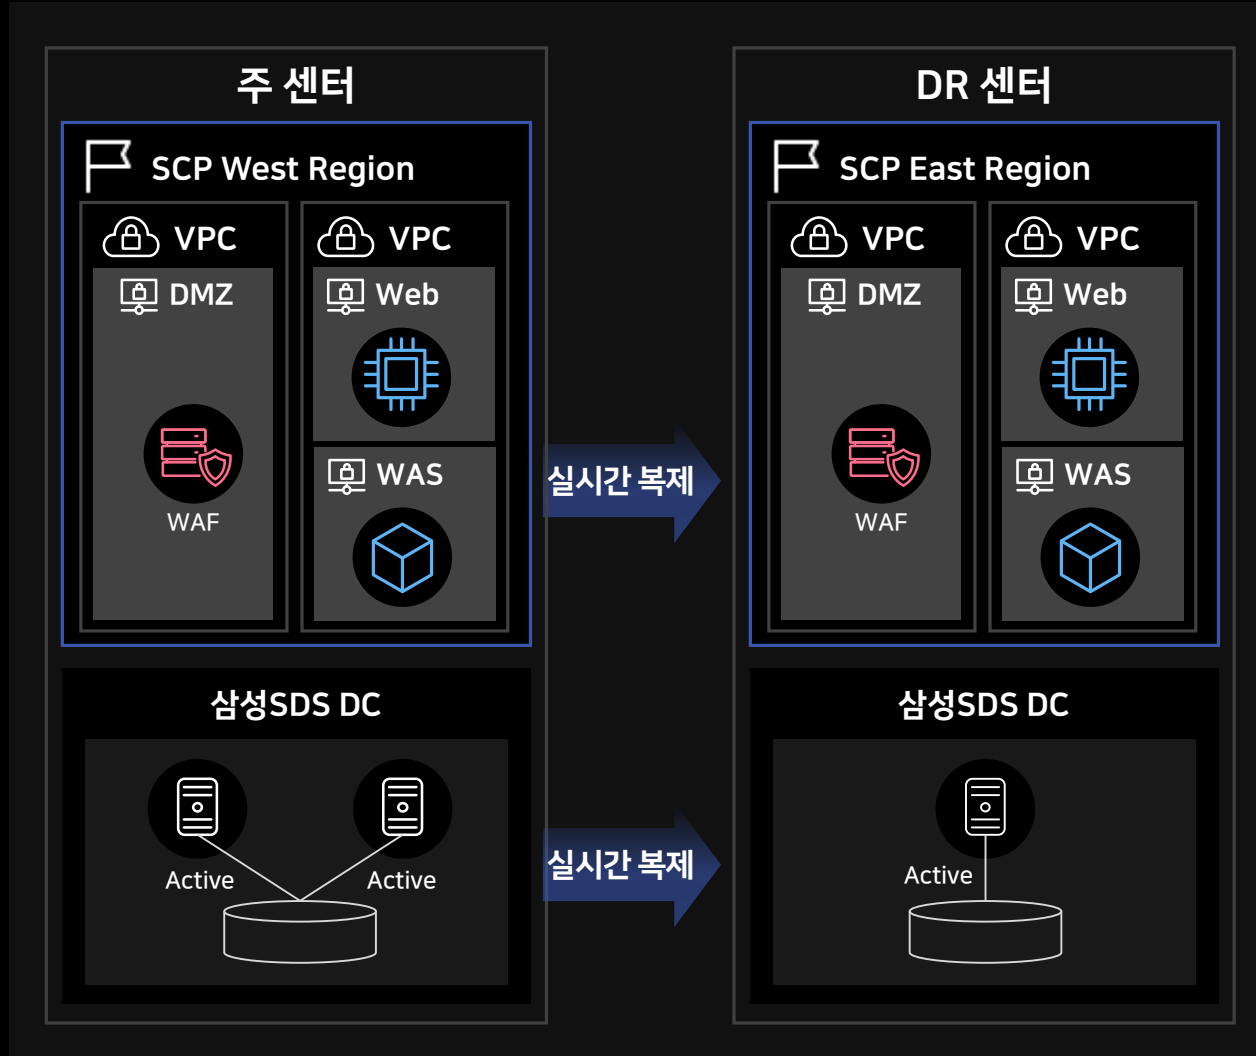 주 센터
SCP West Region
VPC
DMZ
WAF
VPC
Web
WAS
삼성SDS DC
Active
Active
실시간 복제
실시간 복제
DR 센터
SCP East Region
VPC
DMZ
WAF
VPC
Web
WAS
삼성SDS DC
Active